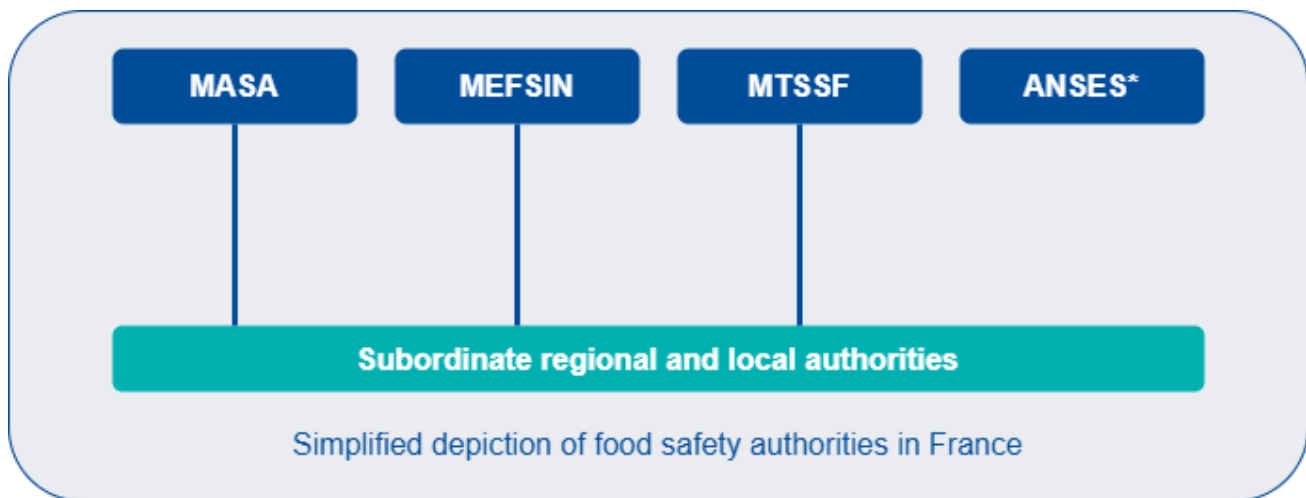 MASA
MEFSIN
MTSSF
ANSES*
Subordinate regional and local authorities
Simplified depiction of food safety authorities in France